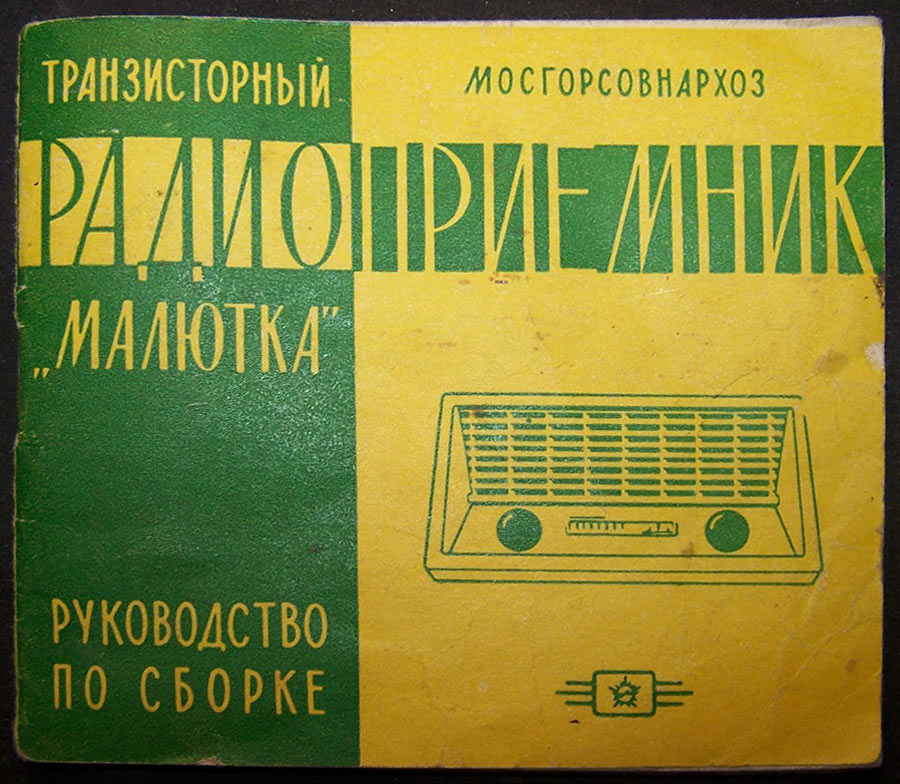 ТРАНЗИСТОРНЫЙ
МОСГОРСОВНАРХОЗ
РАДИОПРИЕМНИК
„МАЛЮТКА"
РУКОВОДСТВО
ПО СБОРКЕ